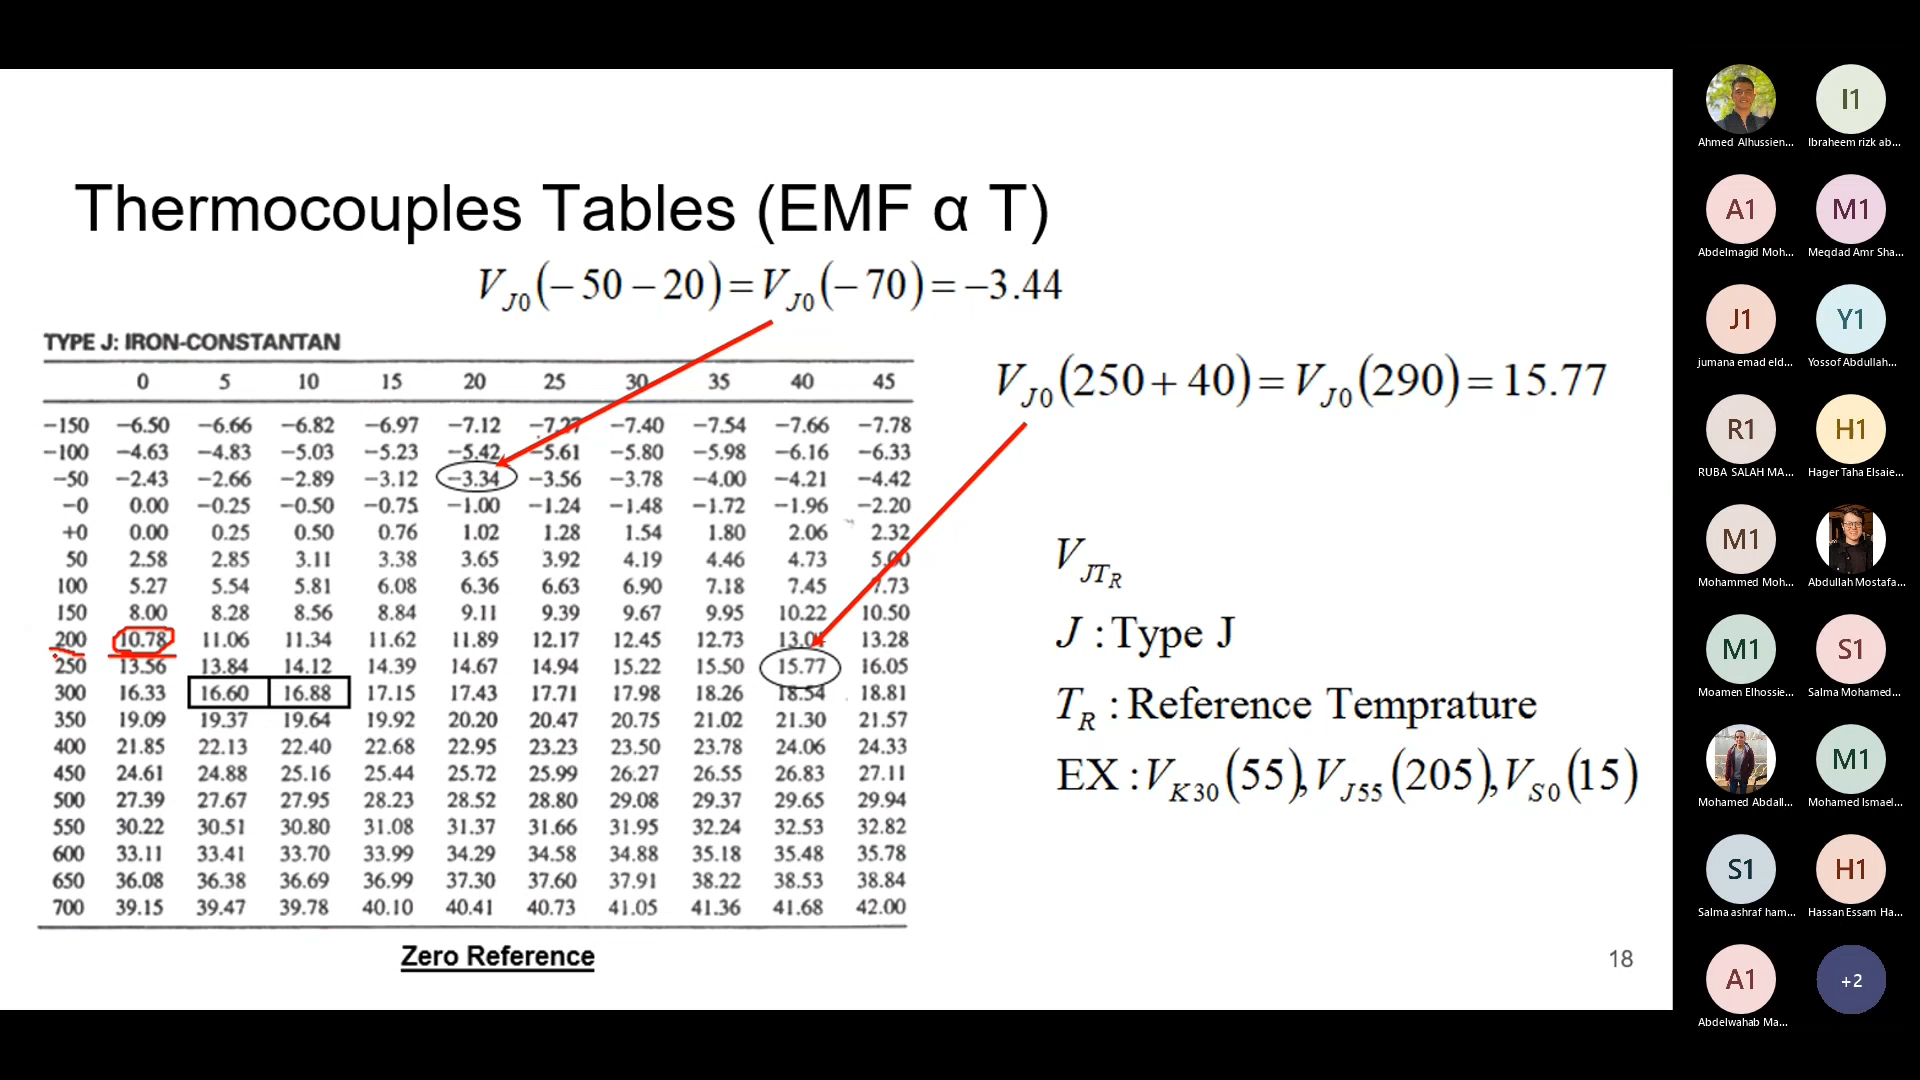 Thermocouples Tables (EMF α T)
V_J0(−50−20)=V_J0(−70)=−3.44
TYPE J: IRON-CONSTANTAN
0 5 10 15 20 25 30 35 40 45
−150 −6.50 −6.66 −6.82 −6.97 −7.12 −7.27 −7.40 −7.54 −7.66 −7.78
−100 −4.63 −4.83 −5.03 −5.23 −5.42 −5.61 −5.80 −5.98 −6.16 −6.33
−50 −2.43 −2.66 −2.89 −3.12 −3.34 −3.56 −3.78 −4.00 −4.21 −4.42
−0 0.00 −0.25 −0.50 −0.75 −1.00 −1.24 −1.48 −1.72 −1.96 −2.20
+0 0.00 0.25 0.50 0.76 1.02 1.28 1.54 1.80 2.06 2.32
50 2.58 2.85 3.11 3.38 3.65 3.92 4.19 4.46 4.73 5.00
100 5.27 5.54 5.81 6.08 6.36 6.63 6.90 7.18 7.45 7.73
150 8.00 8.28 8.56 8.84 9.11 9.39 9.67 9.95 10.22 10.50
200 10.78 11.06 11.34 11.62 11.89 12.17 12.45 12.73 13.28
250 13.56 13.84 14.12 14.39 14.67 14.94 15.22 15.50 15.77 16.05
300 16.33 16.60 16.88 17.15 17.43 17.71 17.98 18.26 18.54 18.81
350 19.09 19.37 19.64 19.92 20.20 20.47 20.75 21.02 21.30 21.57
400 21.85 22.13 22.40 22.68 22.95 23.23 23.50 23.78 24.06 24.33
450 24.61 24.88 25.16 25.44 25.72 25.99 26.27 26.55 26.83 27.11
500 27.39 27.67 27.95 28.23 28.52 28.80 29.08 29.37 29.65 29.94
550 30.22 30.51 30.80 31.08 31.37 31.66 31.95 32.24 32.53 32.82
600 33.11 33.41 33.70 33.99 34.29 34.58 34.88 35.18 35.48 35.78
650 36.08 36.38 36.69 36.99 37.30 37.60 37.91 38.22 38.53 38.84
700 39.15 39.47 39.78 40.10 40.41 40.73 41.05 41.36 41.68 42.00
Zero Reference
V_J0(250+40)=V_J0(290)=15.77
V_JT_R
J : Type J
T_R : Reference Temprature
EX : V_K30(55), V_J55(205), V_S0(15)
18
Ahmed Alhussien...
I1
Ibraheem rizk ab...
A1
Abdelmagid Moh...
M1
Meqdad Amr Sha...
J1
jumana emad eld...
Y1
Yossof Abdullah...
R1
RUBA SALAH MA...
H1
Hager Taha Elsaie...
M1
Mohammed Moh...
Abdullah Mostafa...
M1
Moamen Elhossie...
S1
Salma Mohamed...
Mohamed Abdall...
M1
Mohamed Ismael...
S1
Salma ashraf ham...
H1
Hassan Essam Ha...
A1
Abdelwahab Ma...
+2